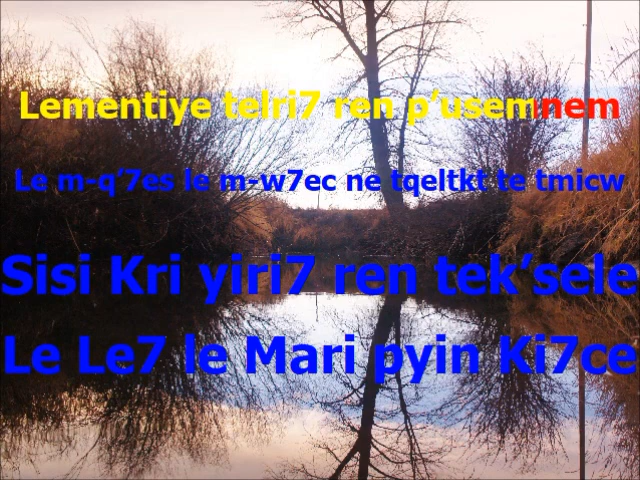 Lementiye telri7 ren p’usemnem
Le m-q’7es le m-w7ec ne tqeltkt te tmicw
Sisi Kri yiri7 ren tek’sele
Le Le7 le Mari pyin Ki7ce